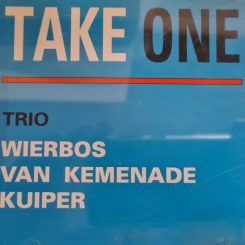 TAKE ONE
TRIO
WIERBOS
VAN KEMENADE
KUIPER